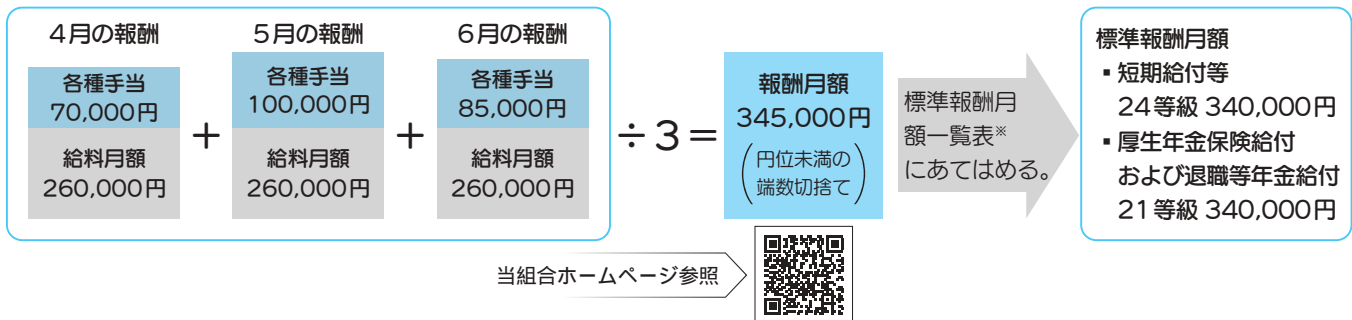 4月の報酬
各種手当
70,000円
給料月額
260,000円
+
5月の報酬
各種手当
100,000円
給料月額
260,000円
+
6月の報酬
各種手当
85,000円
給料月額
260,000円
÷3=
報酬月額
345,000円
(円位未満の
端数切捨て)
標準報酬月
額一覧表※
にあてはめる。
標準報酬月額
▪短期給付等
24等級 340,000円
▪厚生年金保険給付
および退職等年金給付
21等級 340,000円
当組合ホームページ参照